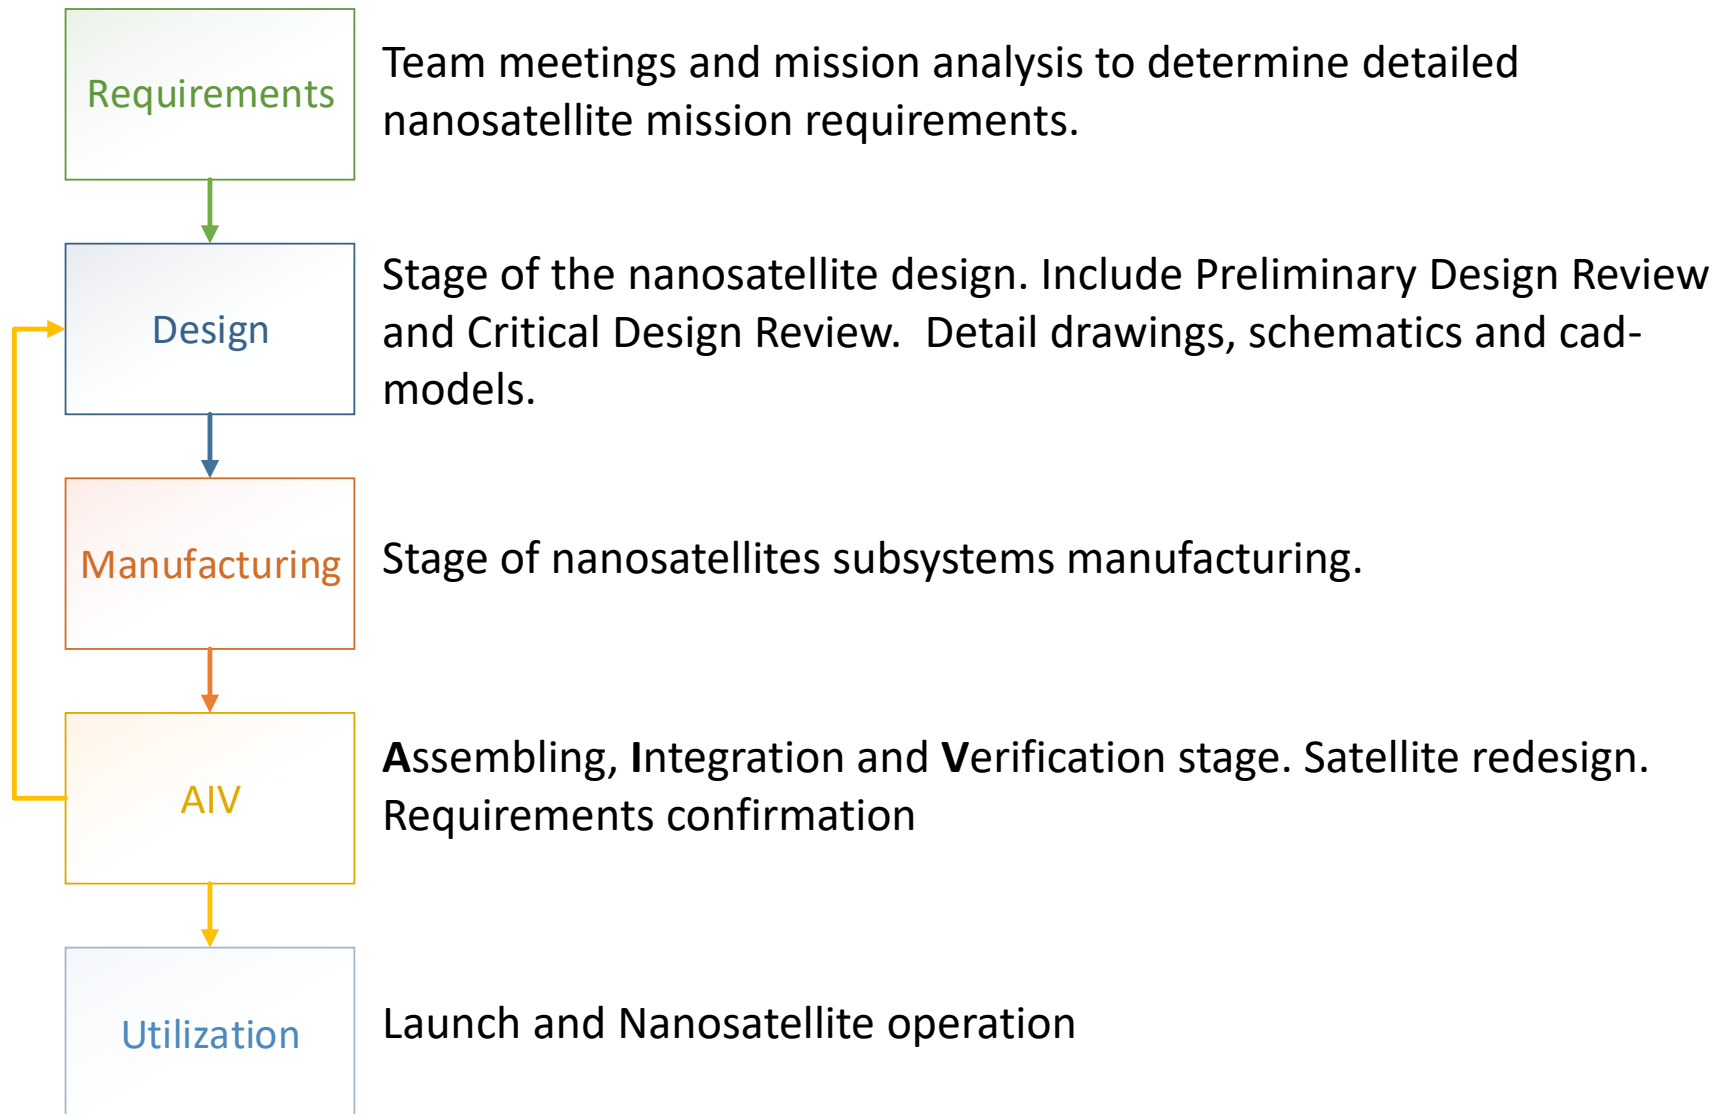 Requirements
Team meetings and mission analysis to determine detailed
nanosatellite mission requirements.
Design
Stage of the nanosatellite design. Include Preliminary Design Review
and Critical Design Review.  Detail drawings, schematics and cad-
models.
Manufacturing
Stage of nanosatellites subsystems manufacturing.
AIV
Assembling, Integration and Verification stage. Satellite redesign.
Requirements confirmation
Utilization
Launch and Nanosatellite operation